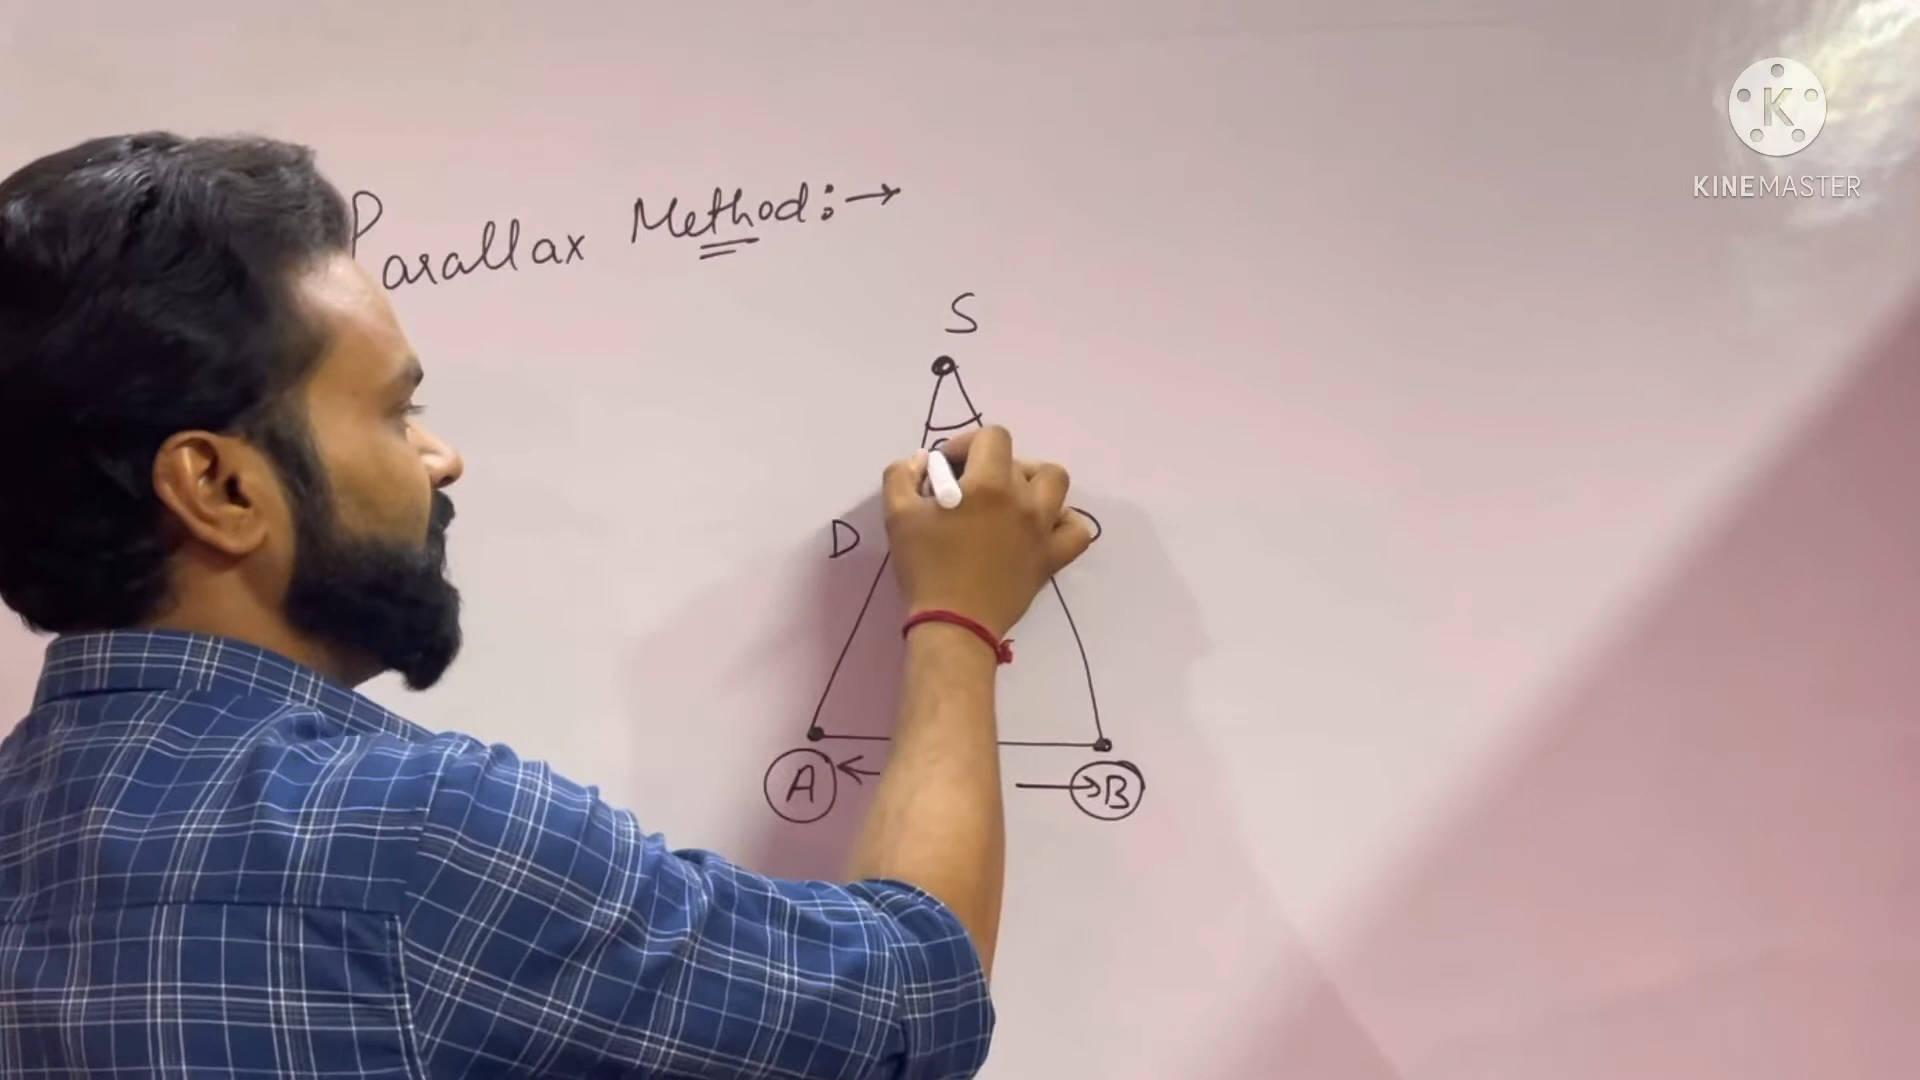 Parallax Method:→
S
D
D
A ← → B
KINEMASTER